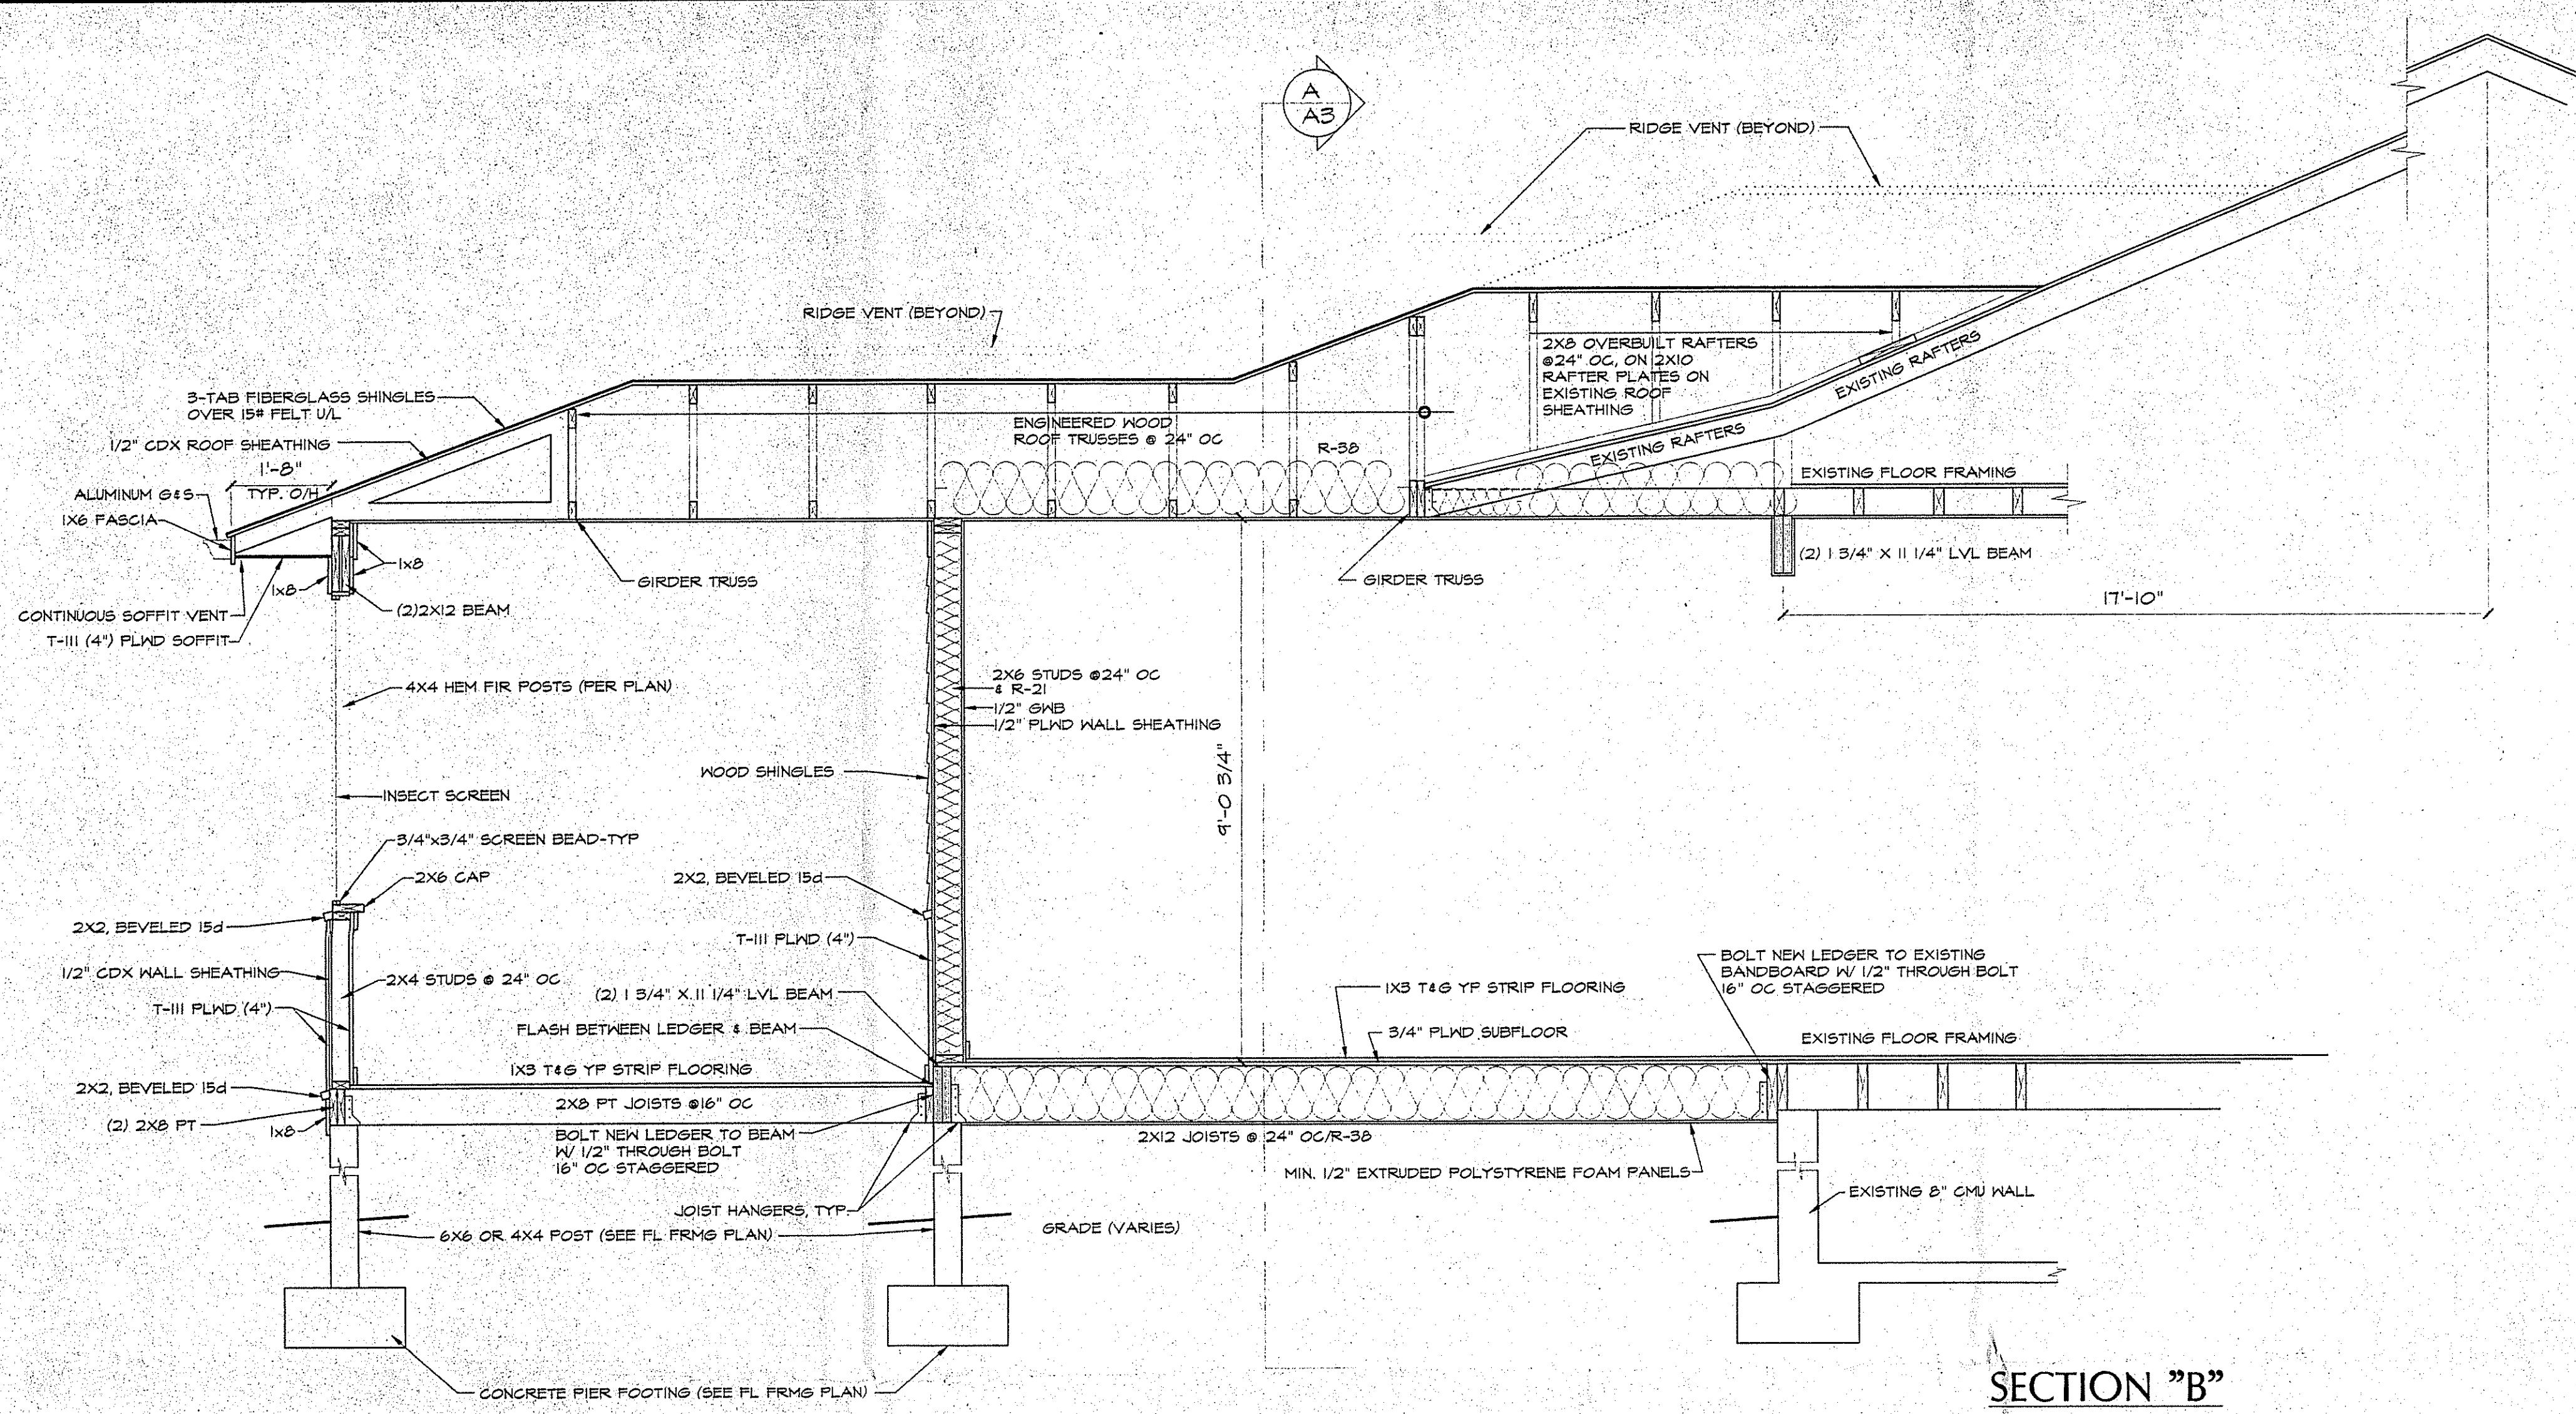 A
A3
RIDGE VENT (BEYOND)
RIDGE VENT (BEYOND)
2X8 OVERBUILT RAFTERS
@24" OC, ON 2X10
RAFTER PLATES ON
EXISTING ROOF
SHEATHING
EXISTING RAFTERS
EXISTING RAFTERS
3-TAB FIBERGLASS SHINGLES
OVER 15# FELT U/L
1/2" CDX ROOF SHEATHING
1'-8"
TYP. O/H
ALUMINUM G&S
1X6 FASCIA
ENGINEERED WOOD
ROOF TRUSSES @ 24" OC
R-38
EXISTING FLOOR FRAMING
(2) 1 3/4" X 11 1/4" LVL BEAM
1x8
1x8
GIRDER TRUSS
GIRDER TRUSS
17'-10"
(2)2X12 BEAM
CONTINUOUS SOFFIT VENT
T-111 (4") PLWD SOFFIT
4X4 HEM FIR POSTS (PER PLAN)
2X6 STUDS @24" OC
& R-21
1/2" GWB
1/2" PLWD WALL SHEATHING
WOOD SHINGLES
9'-0 3/4"
INSECT SCREEN
3/4"x3/4" SCREEN BEAD-TYP
2X6 CAP
2X2, BEVELED 15d
2X2, BEVELED 15d
T-111 PLWD (4")
1/2" CDX WALL SHEATHING
2X4 STUDS @ 24" OC
(2) 1 3/4" X 11 1/4" LVL BEAM
T-111 PLWD (4")
FLASH BETWEEN LEDGER & BEAM
1X3 T&G YP STRIP FLOORING
BOLT NEW LEDGER TO EXISTING
BANDBOARD W/ 1/2" THROUGH BOLT
16" OC STAGGERED
1X3 T&G YP STRIP FLOORING
3/4" PLWD SUBFLOOR
EXISTING FLOOR FRAMING
2X2, BEVELED 15d
(2) 2X8 PT
1x8
2X8 PT JOISTS @16" OC
BOLT NEW LEDGER TO BEAM
W/ 1/2" THROUGH BOLT
16" OC STAGGERED
2X12 JOISTS @ 24" OC/R-38
MIN. 1/2" EXTRUDED POLYSTYRENE FOAM PANELS
EXISTING 8" CMU WALL
JOIST HANGERS, TYP
6X6 OR 4X4 POST (SEE FL FRMG PLAN)
GRADE (VARIES)
CONCRETE PIER FOOTING (SEE FL FRMG PLAN)
SECTION "B"